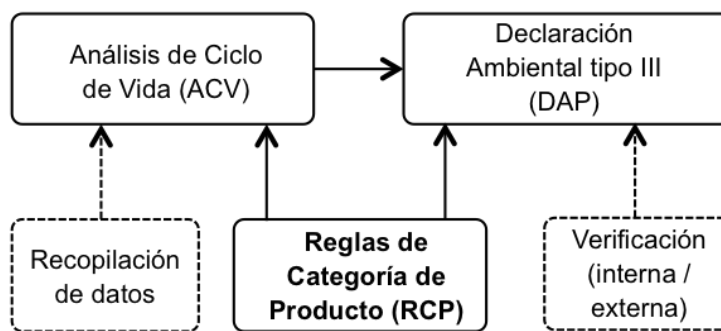 Análisis de Ciclo
de Vida (ACV)
Declaración
Ambiental tipo III
(DAP)
Recopilación
de datos
Reglas de
Categoría de
Producto (RCP)
Verificación
(interna /
externa)